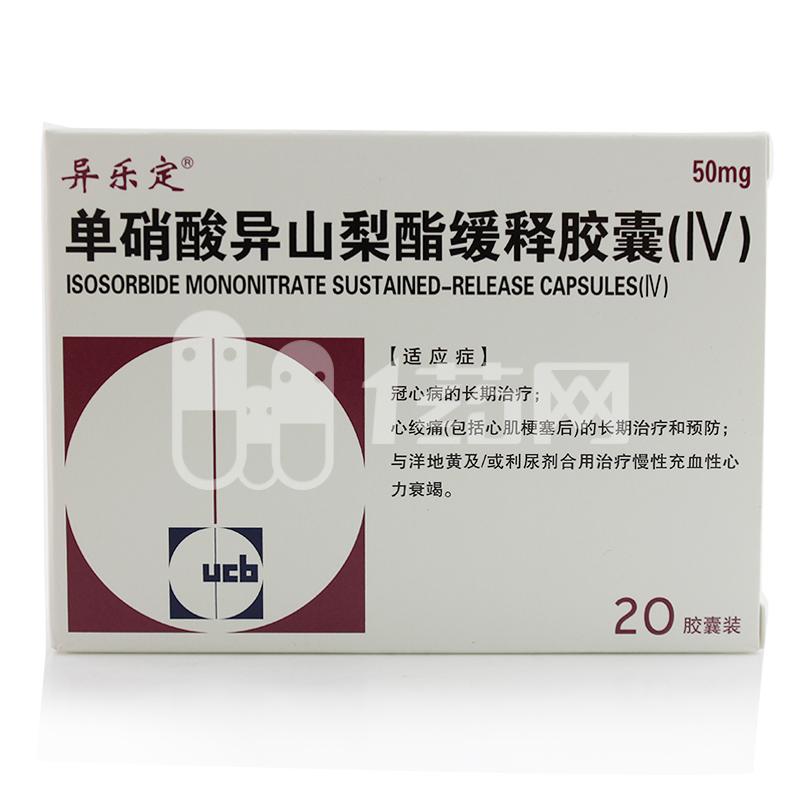 异乐定®
50mg
单硝酸异山梨酯缓释胶囊(Ⅳ)
ISOSORBIDE MONONITRATE SUSTAINED-RELEASE CAPSULES(Ⅳ)
【适应症】
冠心病的长期治疗；
心绞痛(包括心肌梗塞后)的长期治疗和预防；
与洋地黄及/或利尿剂合用治疗慢性充血性心
力衰竭。
1药网
ucb
20 胶囊装